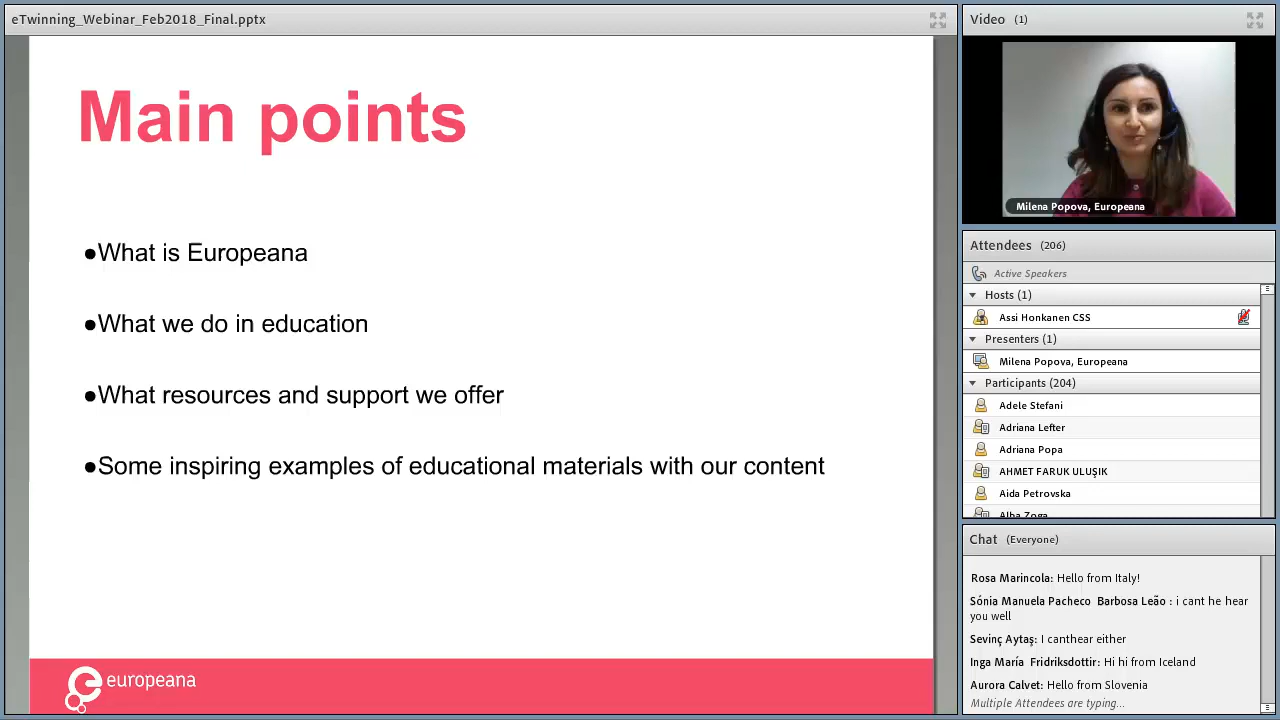 eTwinning_Webinar_Feb2018_Final.pptx
Main points
●What is Europeana
●What we do in education
●What resources and support we offer
●Some inspiring examples of educational materials with our content
europeana
Video (1)
Milena Popova, Europeana
Attendees (206)
Active Speakers
Hosts (1)
Assi Honkanen CSS
Presenters (1)
Milena Popova, Europeana
Participants (204)
Adele Stefani
Adriana Lefter
Adriana Popa
AHMET FARUK ULUŞIK
Aida Petrovska
Alba Zoga
Chat (Everyone)
Rosa Marincola: Hello from Italy!
Sónia Manuela Pacheco Barbosa Leão : i cant he hear
you well
Sevinç Aytaş: I canthear either
Inga María Fridriksdottir: Hi hi from Iceland
Aurora Calvet: Hello from Slovenia
Multiple Attendees are typing...